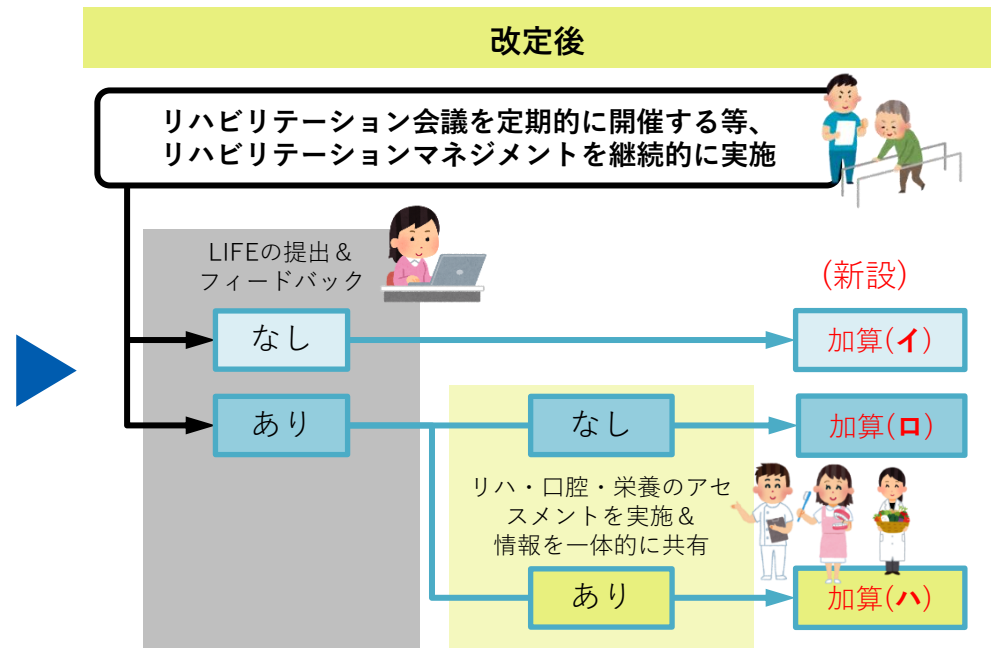 改定後
リハビリテーション会議を定期的に開催する等、
リハビリテーションマネジメントを継続的に実施
LIFEの提出＆
フィードバック
(新設)
なし
加算(イ)
あり
なし
加算(ロ)
リハ・口腔・栄養のアセ
スメントを実施＆
情報を一体的に共有
あり
加算(ハ)